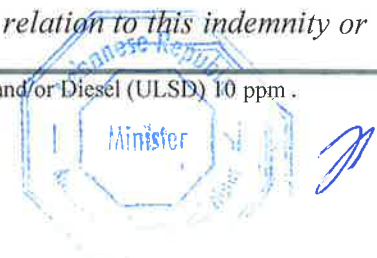 relation to this indemnity or
and/or Diesel (ULSD) 10 ppm .
Minister